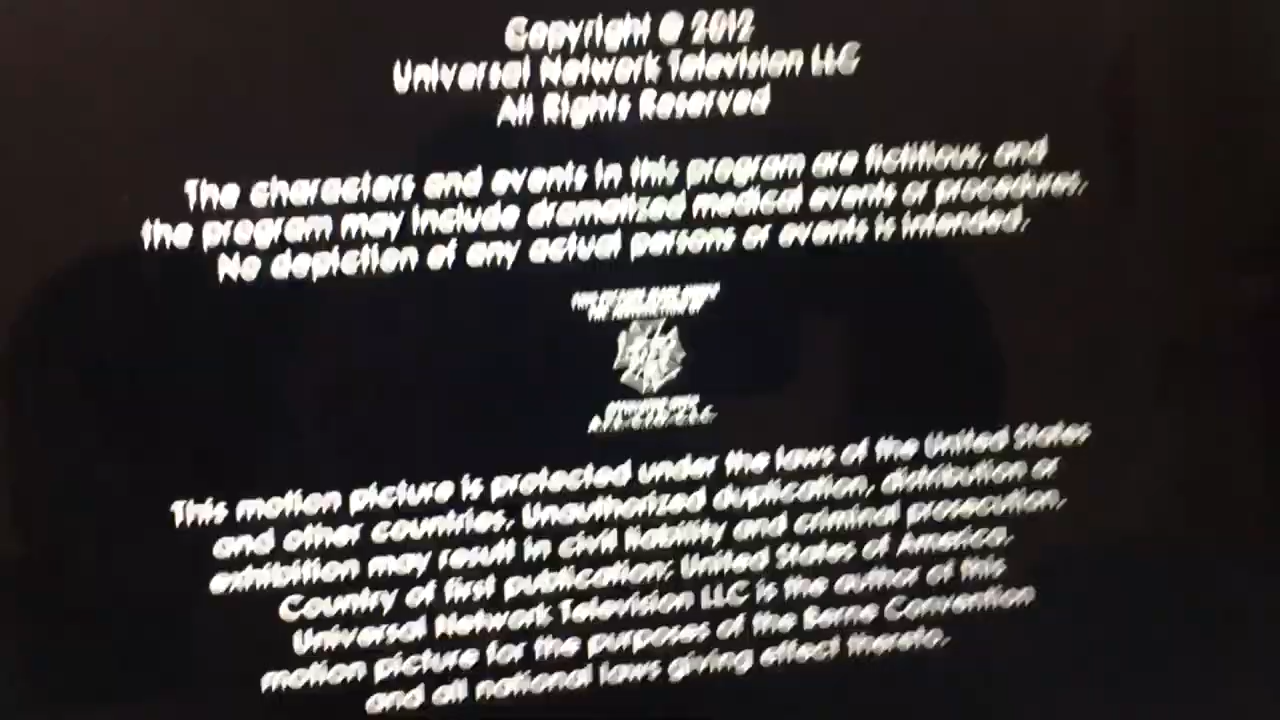 Copyright © 2012
Universal Network Television LLC
All Rights Reserved
The characters and events in this program are fictitious, and
the program may include dramatized medical events or procedures.
No depiction of any actual persons or events is intended.
This motion picture is protected under the laws of the United States
and other countries. Unauthorized duplication, distribution or
exhibition may result in civil liability and criminal prosecution.
Country of first publication: United States of America.
Universal Network Television LLC is the author of this
motion picture for the purposes of the Berne Convention
and all national laws giving effect thereto.